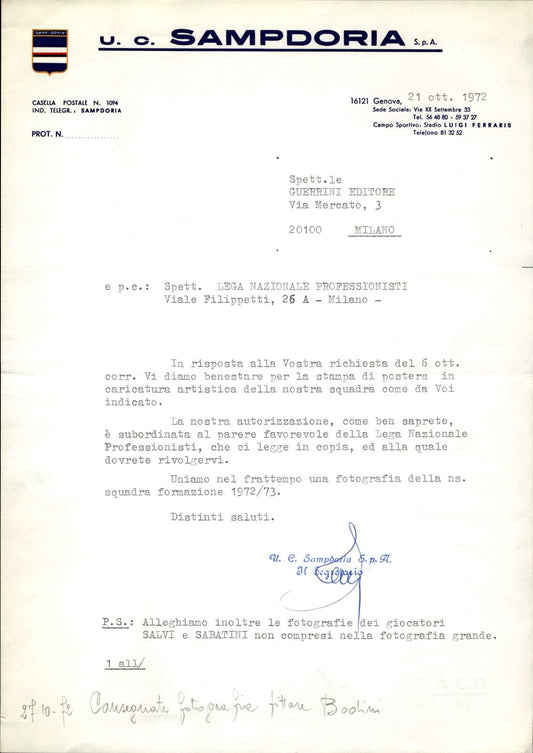 SAMP-DORIA
U. C. SAMPDORIA S.p.A.
CASELLA POSTALE N. 1094
IND. TELEGR.: SAMPDORIA
PROT. N.
16121 Genova, 21 ott. 1972
Sede Sociale: Via XX Settembre 33
Tel. 56 48 80 - 59 37 27
Campo Sportivo: Stadio LUIGI FERRARIS
Telefono 81 32 52
Spett.le
GUERRINI EDITORE
Via Mercato, 3
20100 MILANO
e p.c.: Spett. LEGA NAZIONALE PROFESSIONISTI
Viale Filippetti, 26 A - Milano -
In risposta alla Vostra richiesta del 6 ott.
corr. Vi diamo benestare per la stampa di posters in
caricatura artistica della nostra squadra come da Voi
indicato.
La nostra autorizzazione, come ben saprete,
è subordinata al parere favorevole della Lega Nazionale
Professionisti, che ci legge in copia, ed alla quale
dovrete rivolgervi.
Uniamo nel frattempo una fotografia della ns.
squadra formazione 1972/73.
Distinti saluti.
U. C. Sampdoria S.p.A.
Il Segretario
P.S.: Alleghiamo inoltre le fotografie dei giocatori
SALVI e SABATINI non compresi nella fotografia grande.
1 all/
27-10-72 Consegnate fotografie pittore Bodini